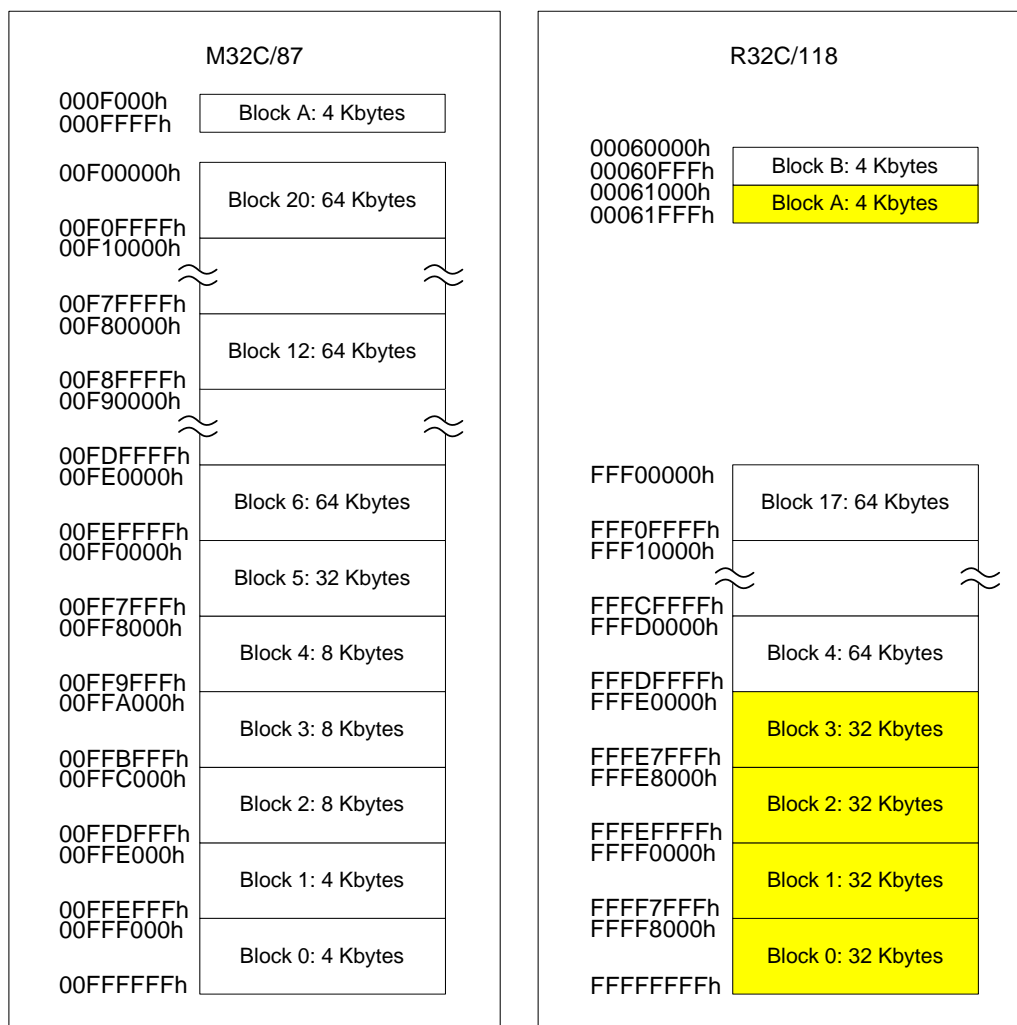 M32C/87
000F000h
000FFFFh
Block A: 4 Kbytes
00F00000h
Block 20: 64 Kbytes
00F0FFFFh
00F10000h
00F7FFFFh
00F80000h
Block 12: 64 Kbytes
00F8FFFFh
00F90000h
00FDFFFFh
00FE0000h
Block 6: 64 Kbytes
00FEFFFFh
00FF0000h
Block 5: 32 Kbytes
00FF7FFFh
00FF8000h
Block 4: 8 Kbytes
00FF9FFFh
00FFA000h
Block 3: 8 Kbytes
00FFBFFFh
00FFC000h
Block 2: 8 Kbytes
00FFDFFFh
00FFE000h
Block 1: 4 Kbytes
00FFEFFFh
00FFF000h
Block 0: 4 Kbytes
00FFFFFFh
R32C/118
00060000h
Block B: 4 Kbytes
00060FFFh
00061000h
Block A: 4 Kbytes
00061FFFh
FFF00000h
Block 17: 64 Kbytes
FFF0FFFFh
FFF10000h
FFFCFFFFh
FFFD0000h
Block 4: 64 Kbytes
FFFDFFFFh
FFFE0000h
Block 3: 32 Kbytes
FFFE7FFFh
FFFE8000h
Block 2: 32 Kbytes
FFFEFFFFh
FFFF0000h
Block 1: 32 Kbytes
FFFF7FFFh
FFFF8000h
Block 0: 32 Kbytes
FFFFFFFFh